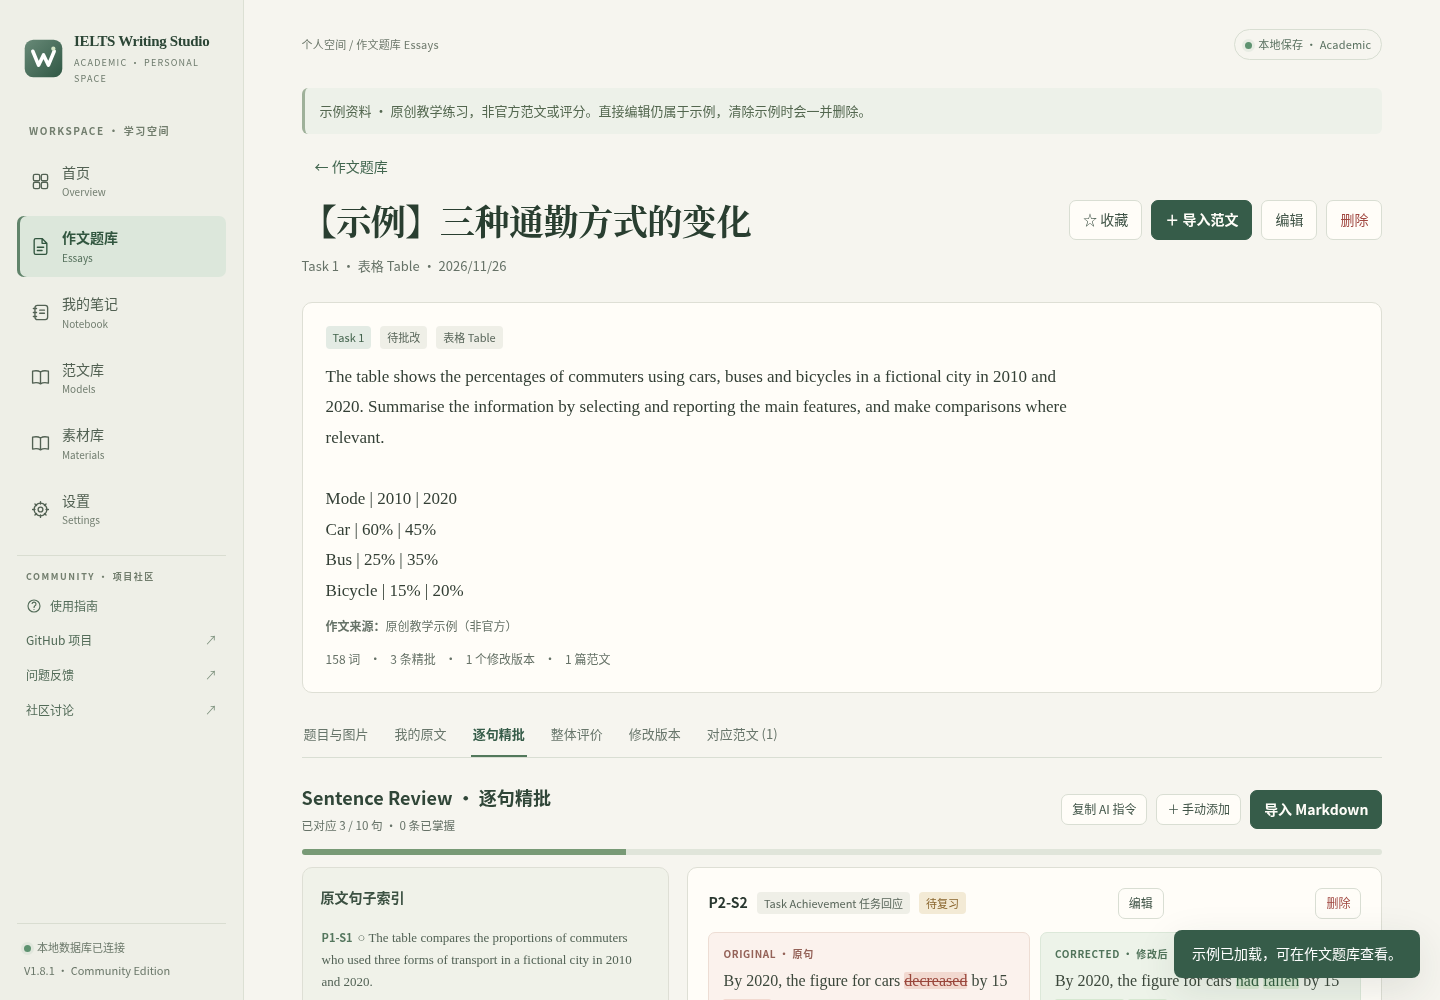 IELTS Writing Studio
ACADEMIC · PERSONAL
SPACE
WORKSPACE · 学习空间
首页
Overview
作文题库
Essays
我的笔记
Notebook
范文库
Models
素材库
Materials
设置
Settings
COMMUNITY · 项目社区
使用指南
GitHub 项目 ↗
问题反馈 ↗
社区讨论 ↗
本地数据库已连接
V1.8.1 · Community Edition
个人空间 / 作文题库 Essays
本地保存 · Academic
示例资料 · 原创教学练习，非官方范文或评分。直接编辑仍属于示例，清除示例时会一并删除。
← 作文题库
【示例】三种通勤方式的变化
☆ 收藏
＋ 导入范文
编辑
删除
Task 1 · 表格 Table · 2026/11/26
Task 1 待批改 表格 Table
The table shows the percentages of commuters using cars, buses and bicycles in a fictional city in 2010 and
2020. Summarise the information by selecting and reporting the main features, and make comparisons where
relevant.
Mode | 2010 | 2020
Car | 60% | 45%
Bus | 25% | 35%
Bicycle | 15% | 20%
作文来源：原创教学示例（非官方）
158 词 · 3 条精批 · 1 个修改版本 · 1 篇范文
题目与图片 我的原文 逐句精批 整体评价 修改版本 对应范文 (1)
Sentence Review · 逐句精批
已对应 3 / 10 句 · 0 条已掌握
复制 AI 指令
＋ 手动添加
导入 Markdown
原文句子索引
P1-S1 ○ The table compares the proportions of commuters
who used three forms of transport in a fictional city in 2010
and 2020.
P2-S2 Task Achievement 任务回应 待复习
编辑
删除
ORIGINAL · 原句
By 2020, the figure for cars decreased by 15
CORRECTED · 修改后
By 2020, the figure for cars had fallen by 15
示例已加载，可在作文题库查看。